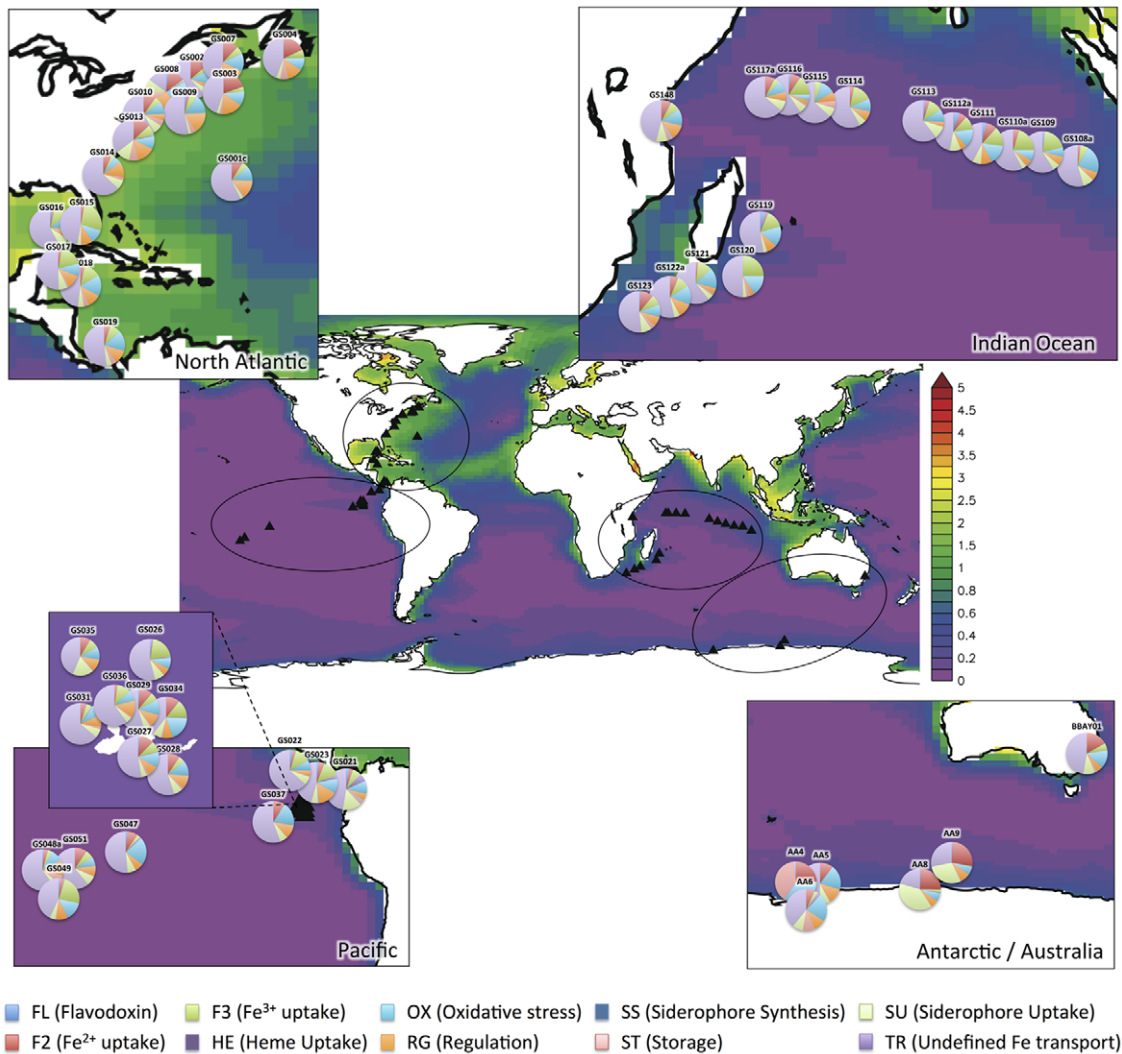 GS007
GS004
GS002
GS008
GS003
GS010
GS009
GS013
GS014
GS001c
GS016
GS015
GS017
018
GS019
North Atlantic
GS117a
GS116
GS115
GS114
GS148
GS113
GS112a
GS111
GS110a
GS109
GS108a
GS119
GS120
GS121
GS122a
GS123
Indian Ocean
5
4.5
4
3.5
3
2.5
2
1.5
1
0.8
0.6
0.4
0.2
0
GS035
GS026
GS036
GS029
GS034
GS031
GS027
GS028
GS022
GS023
GS021
GS037
GS047
GS048a
GS051
GS049
Pacific
BBAY01
AA9
AA4
AA5
AA8
AA6
Antarctic / Australia
FL (Flavodoxin)
F3 (Fe³⁺ uptake)
OX (Oxidative stress)
SS (Siderophore Synthesis)
SU (Siderophore Uptake)
F2 (Fe²⁺ uptake)
HE (Heme Uptake)
RG (Regulation)
ST (Storage)
TR (Undefined Fe transport)